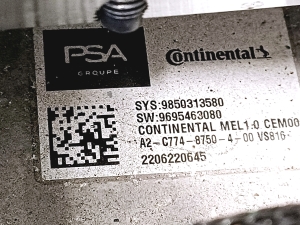 PSA
GROUPE
Continental
SYS:9850313580
SW:9695463080
CONTINENTAL MEL1.0 CEM00
A2-C774-8750-4-00 VS816
2206220645